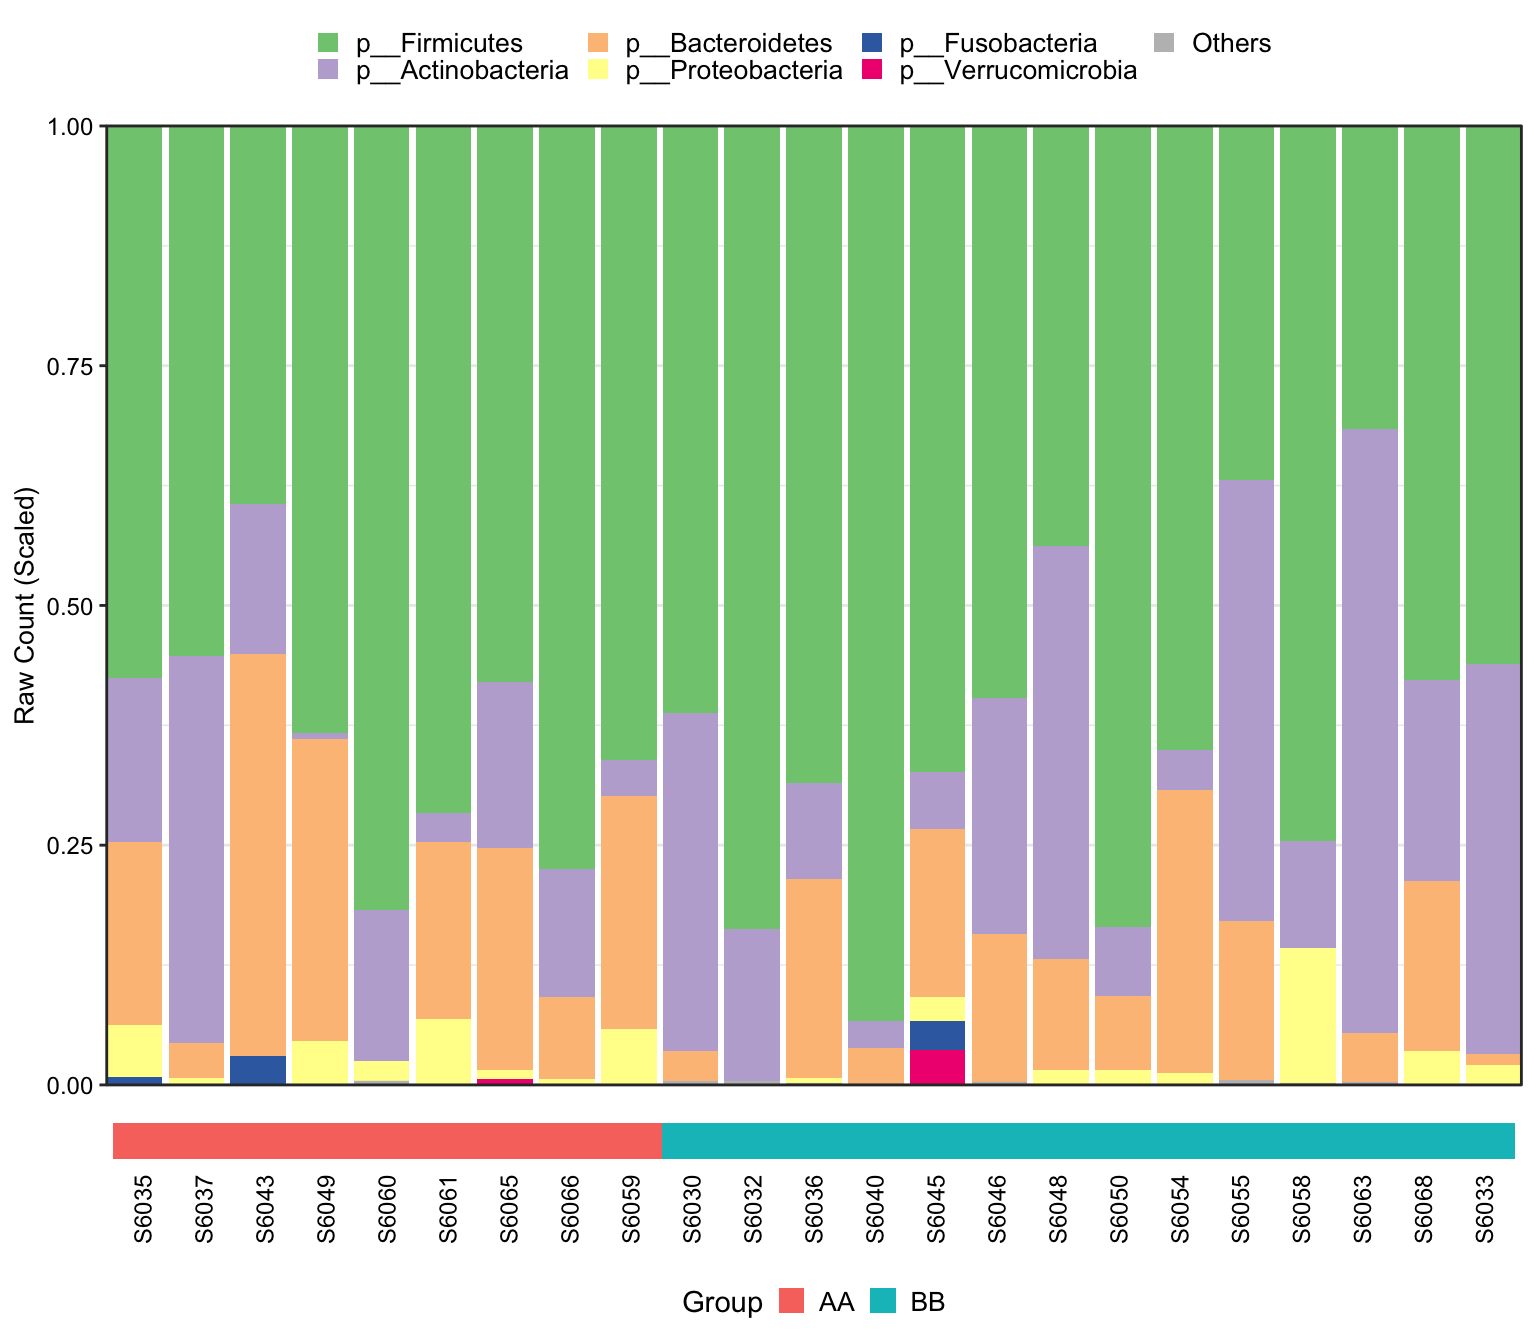 p__Firmicutes p__Bacteroidetes p__Fusobacteria Others
p__Actinobacteria p__Proteobacteria p__Verrucomicrobia
1.00
0.75
0.50
0.25
0.00
Raw Count (Scaled)
S6035 S6037 S6043 S6049 S6060 S6061 S6065 S6066 S6059 S6030 S6032 S6036 S6040 S6045 S6046 S6048 S6050 S6054 S6055 S6058 S6063 S6068 S6033
Group AA BB